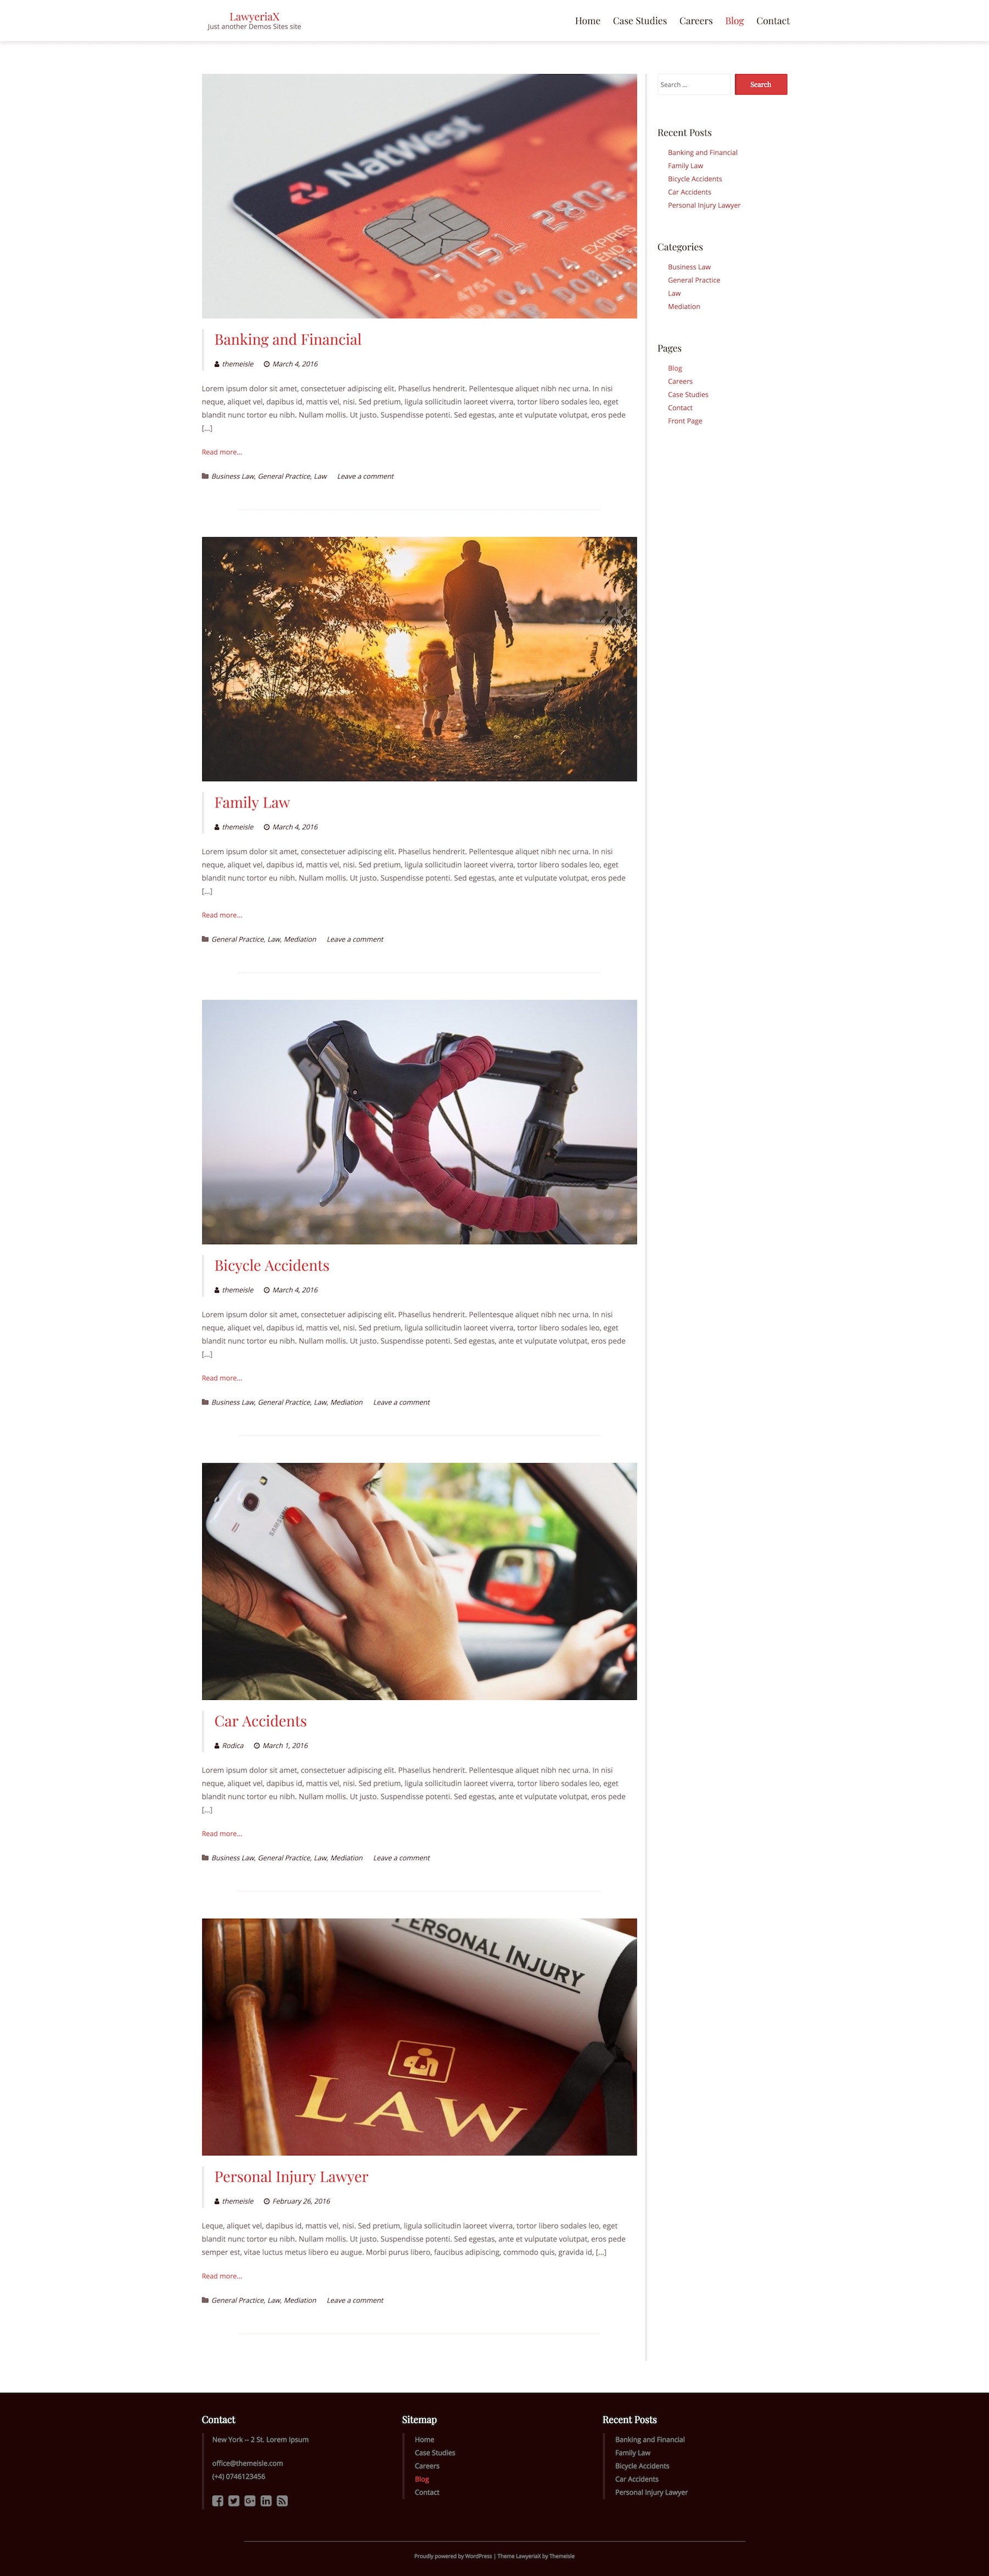 LawyeriaX
Just another Demos Sites site
Home Case Studies Careers Blog Contact
NatWest
4751 2802
4751 04/14
EXPIRES
END
Banking and Financial
themeisle March 4, 2016
Lorem ipsum dolor sit amet, consectetuer adipiscing elit. Phasellus hendrerit. Pellentesque aliquet nibh nec urna. In nisi
neque, aliquet vel, dapibus id, mattis vel, nisi. Sed pretium, ligula sollicitudin laoreet viverra, tortor libero sodales leo, eget
blandit nunc tortor eu nibh. Nullam mollis. Ut justo. Suspendisse potenti. Sed egestas, ante et vulputate volutpat, eros pede
[...]
Read more...
Business Law, General Practice, Law Leave a comment
Family Law
themeisle March 4, 2016
Lorem ipsum dolor sit amet, consectetuer adipiscing elit. Phasellus hendrerit. Pellentesque aliquet nibh nec urna. In nisi
neque, aliquet vel, dapibus id, mattis vel, nisi. Sed pretium, ligula sollicitudin laoreet viverra, tortor libero sodales leo, eget
blandit nunc tortor eu nibh. Nullam mollis. Ut justo. Suspendisse potenti. Sed egestas, ante et vulputate volutpat, eros pede
[...]
Read more...
General Practice, Law, Mediation Leave a comment
Bicycle Accidents
themeisle March 4, 2016
Lorem ipsum dolor sit amet, consectetuer adipiscing elit. Phasellus hendrerit. Pellentesque aliquet nibh nec urna. In nisi
neque, aliquet vel, dapibus id, mattis vel, nisi. Sed pretium, ligula sollicitudin laoreet viverra, tortor libero sodales leo, eget
blandit nunc tortor eu nibh. Nullam mollis. Ut justo. Suspendisse potenti. Sed egestas, ante et vulputate volutpat, eros pede
[...]
Read more...
Business Law, General Practice, Law, Mediation Leave a comment
SAMSUNG
Car Accidents
Rodica March 1, 2016
Lorem ipsum dolor sit amet, consectetuer adipiscing elit. Phasellus hendrerit. Pellentesque aliquet nibh nec urna. In nisi
neque, aliquet vel, dapibus id, mattis vel, nisi. Sed pretium, ligula sollicitudin laoreet viverra, tortor libero sodales leo, eget
blandit nunc tortor eu nibh. Nullam mollis. Ut justo. Suspendisse potenti. Sed egestas, ante et vulputate volutpat, eros pede
[...]
Read more...
Business Law, General Practice, Law, Mediation Leave a comment
PERSONAL INJURY
LAW
Personal Injury Lawyer
themeisle February 26, 2016
Leque, aliquet vel, dapibus id, mattis vel, nisi. Sed pretium, ligula sollicitudin laoreet viverra, tortor libero sodales leo, eget
blandit nunc tortor eu nibh. Nullam mollis. Ut justo. Suspendisse potenti. Sed egestas, ante et vulputate volutpat, eros pede
semper est, vitae luctus metus libero eu augue. Morbi purus libero, faucibus adipiscing, commodo quis, gravida id, [...]
Read more...
General Practice, Law, Mediation Leave a comment
Search ... Search
Recent Posts
Banking and Financial
Family Law
Bicycle Accidents
Car Accidents
Personal Injury Lawyer
Categories
Business Law
General Practice
Law
Mediation
Pages
Blog
Careers
Case Studies
Contact
Front Page
Contact
New York – 2 St. Lorem Ipsum
office@themeisle.com
(+4) 0746123456
Sitemap
Home
Case Studies
Careers
Blog
Contact
Recent Posts
Banking and Financial
Family Law
Bicycle Accidents
Car Accidents
Personal Injury Lawyer
Proudly powered by WordPress | Theme LawyeriaX by Themeisle